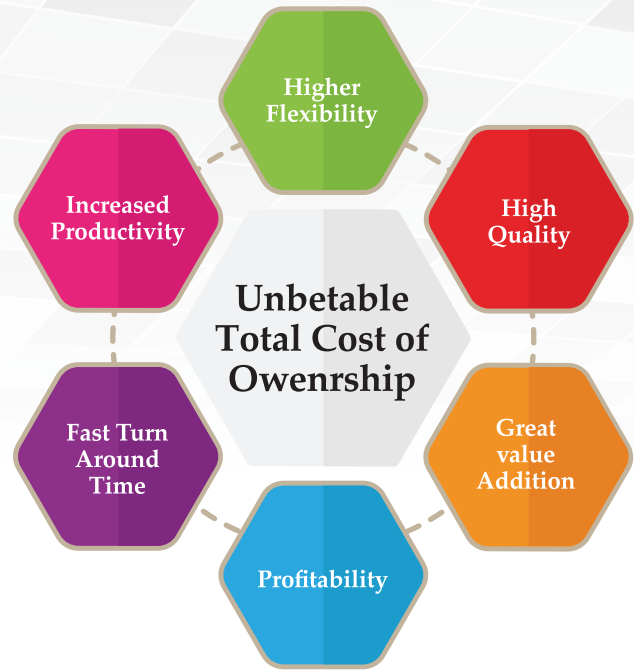 Higher
Flexibility
High
Quality
Great
value
Addition
Profitability
Fast Turn
Around
Time
Increased
Productivity
Unbetable
Total Cost of
Owenrship